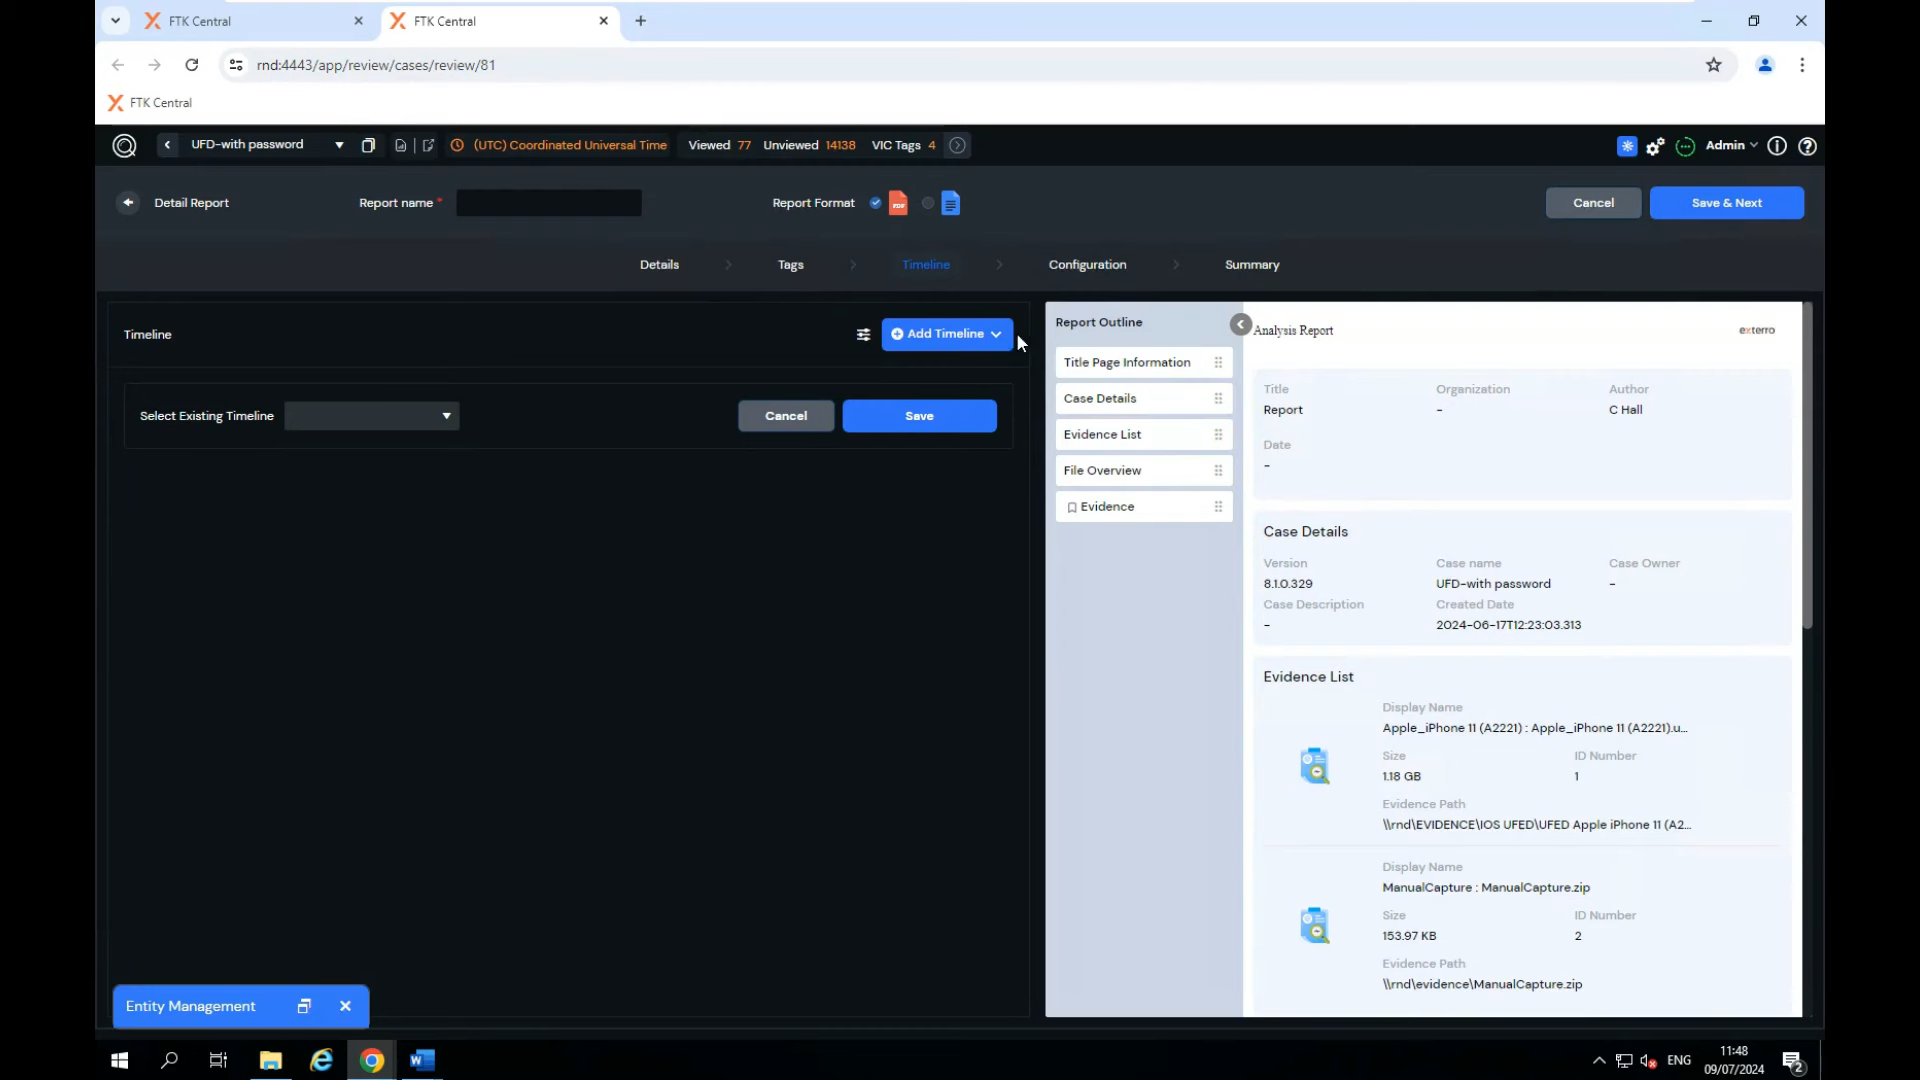 FTK Central
FTK Central
rnd:4443/app/review/cases/review/81
FTK Central
UFD-with password
(UTC) Coordinated Universal Time
Viewed 77 Unviewed 14138 VIC Tags 4
Admin
Detail Report
Report name *
Report Format
PDF
Cancel
Save & Next
Details
Tags
Timeline
Configuration
Summary
Timeline
Add Timeline
Select Existing Timeline
Cancel
Save
Report Outline
Title Page Information
Case Details
Evidence List
File Overview
Evidence
Analysis Report
exterro
Title Organization Author
Report - C Hall
Date
-
Case Details
Version Case name Case Owner
8.1.0.329 UFD-with password -
Case Description Created Date
- 2024-06-17T12:23:03.313
Evidence List
Display Name
Apple_iPhone 11 (A2221) : Apple_iPhone 11 (A2221).u...
Size ID Number
1.18 GB 1
Evidence Path
\\rnd\EVIDENCE\IOS UFED\UFED Apple iPhone 11 (A2...
Display Name
ManualCapture : ManualCapture.zip
Size ID Number
153.97 KB 2
Evidence Path
\\rnd\evidence\ManualCapture.zip
Entity Management
ENG
11:48
09/07/2024
2